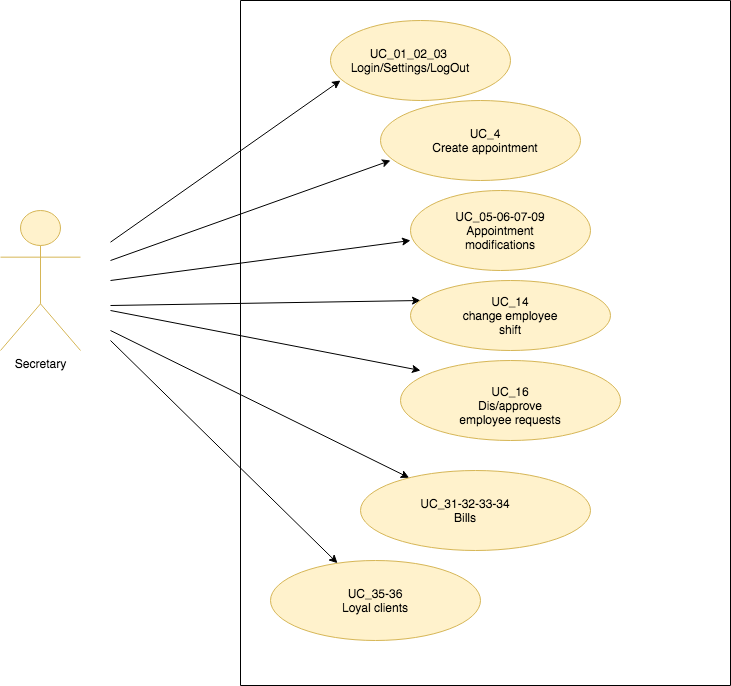 UC_01_02_03
Login/Settings/LogOut
UC_4
Create appointment
UC_05-06-07-09
Appointment
modifications
UC_14
change employee
shift
UC_16
Dis/approve
employee requests
Secretary
UC_31-32-33-34
Bills
UC_35-36
Loyal clients